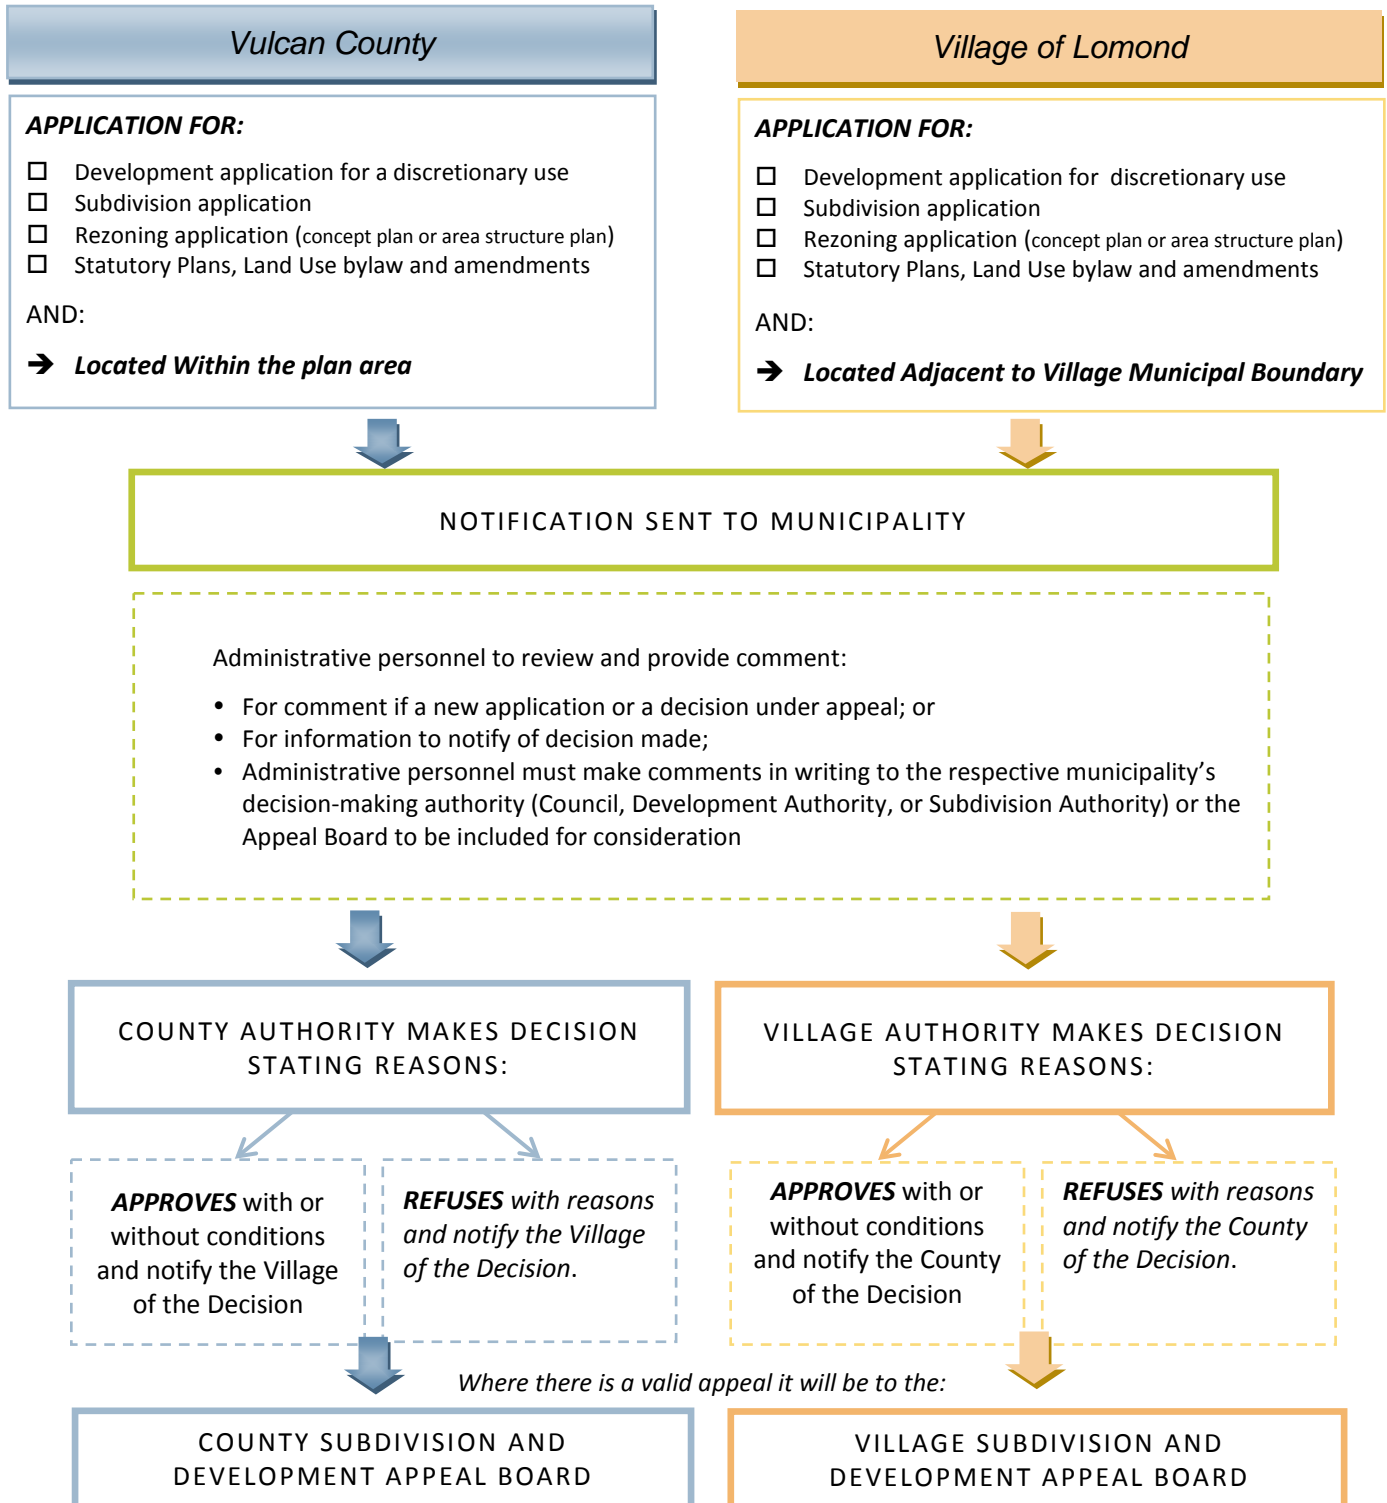 Vulcan County
APPLICATION FOR:
☐ Development application for a discretionary use
☐ Subdivision application
☐ Rezoning application (concept plan or area structure plan)
☐ Statutory Plans, Land Use bylaw and amendments
AND:
➔ Located Within the plan area
Village of Lomond
APPLICATION FOR:
☐ Development application for discretionary use
☐ Subdivision application
☐ Rezoning application (concept plan or area structure plan)
☐ Statutory Plans, Land Use bylaw and amendments
AND:
➔ Located Adjacent to Village Municipal Boundary
NOTIFICATION SENT TO MUNICIPALITY
Administrative personnel to review and provide comment:
• For comment if a new application or a decision under appeal; or
• For information to notify of decision made;
• Administrative personnel must make comments in writing to the respective municipality’s
decision-making authority (Council, Development Authority, or Subdivision Authority) or the
Appeal Board to be included for consideration
COUNTY AUTHORITY MAKES DECISION
STATING REASONS:
APPROVES with or
without conditions
and notify the Village
of the Decision
REFUSES with reasons
and notify the Village
of the Decision.
VILLAGE AUTHORITY MAKES DECISION
STATING REASONS:
APPROVES with or
without conditions
and notify the County
of the Decision
REFUSES with reasons
and notify the County
of the Decision.
Where there is a valid appeal it will be to the:
COUNTY SUBDIVISION AND
DEVELOPMENT APPEAL BOARD
VILLAGE SUBDIVISION AND
DEVELOPMENT APPEAL BOARD